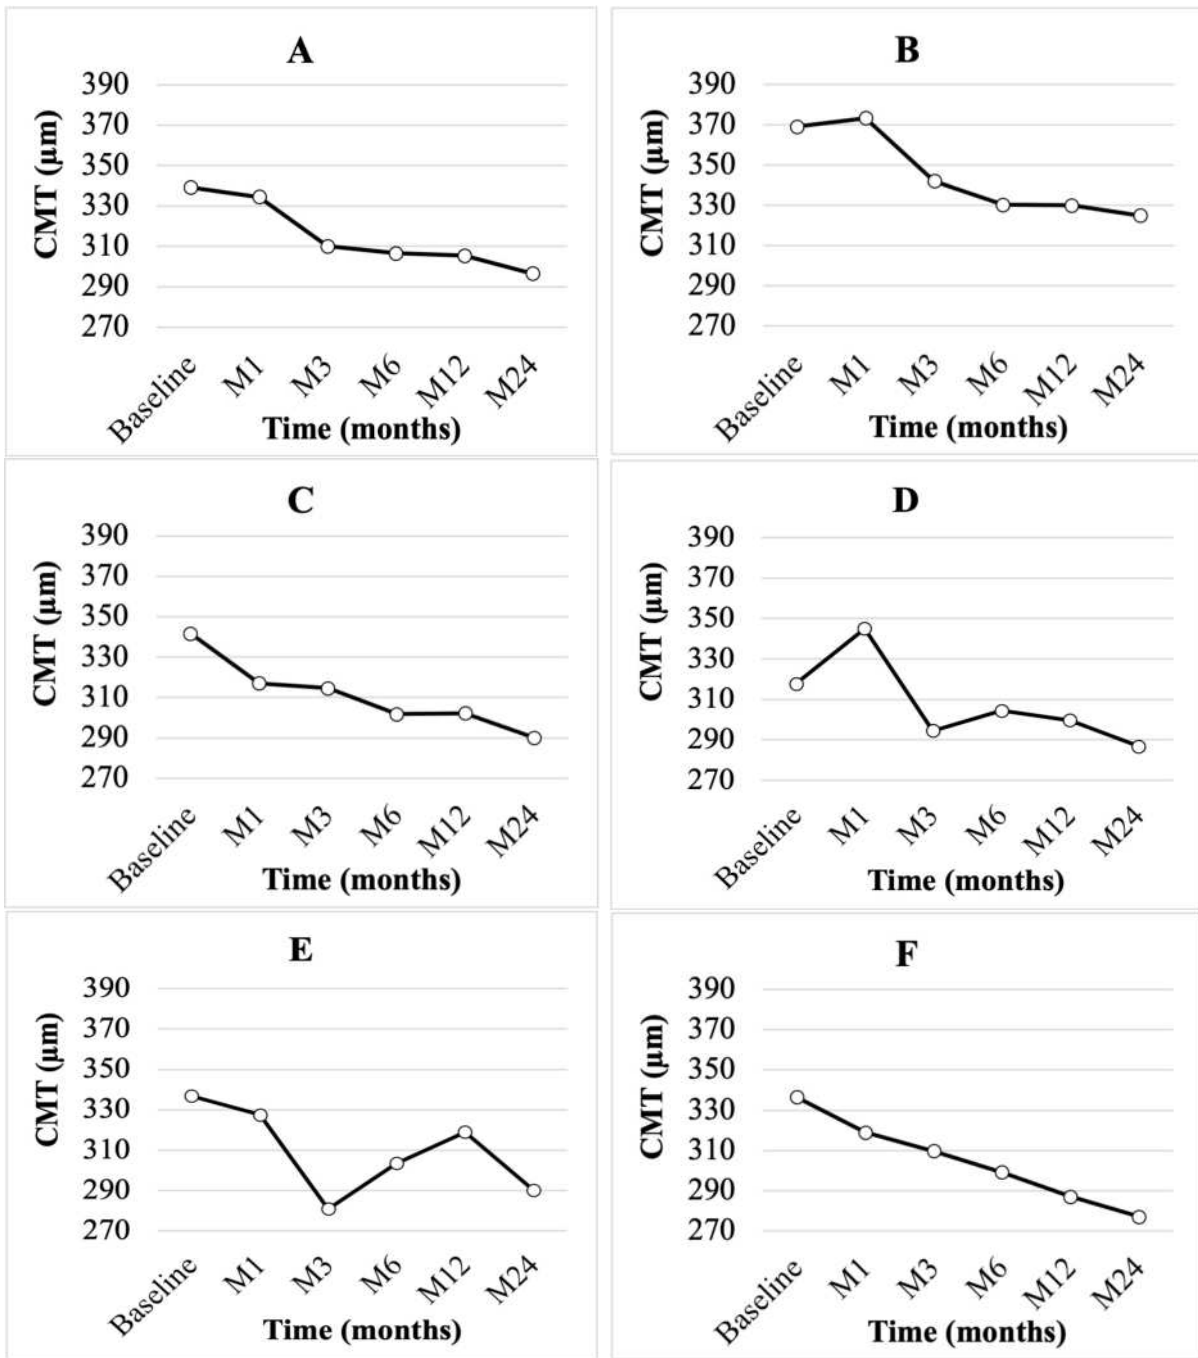 A
CMT (μm)
390
370
350
330
310
290
270
Baseline
M1
M3
M6
M12
M24
Time (months)
B
CMT (μm)
390
370
350
330
310
290
270
Baseline
M1
M3
M6
M12
M24
Time (months)
C
CMT (μm)
390
370
350
330
310
290
270
Baseline
M1
M3
M6
M12
M24
Time (months)
D
CMT (μm)
390
370
350
330
310
290
270
Baseline
M1
M3
M6
M12
M24
Time (months)
E
CMT (μm)
390
370
350
330
310
290
270
Baseline
M1
M3
M6
M12
M24
Time (months)
F
CMT (μm)
390
370
350
330
310
290
270
Baseline
M1
M3
M6
M12
M24
Time (months)